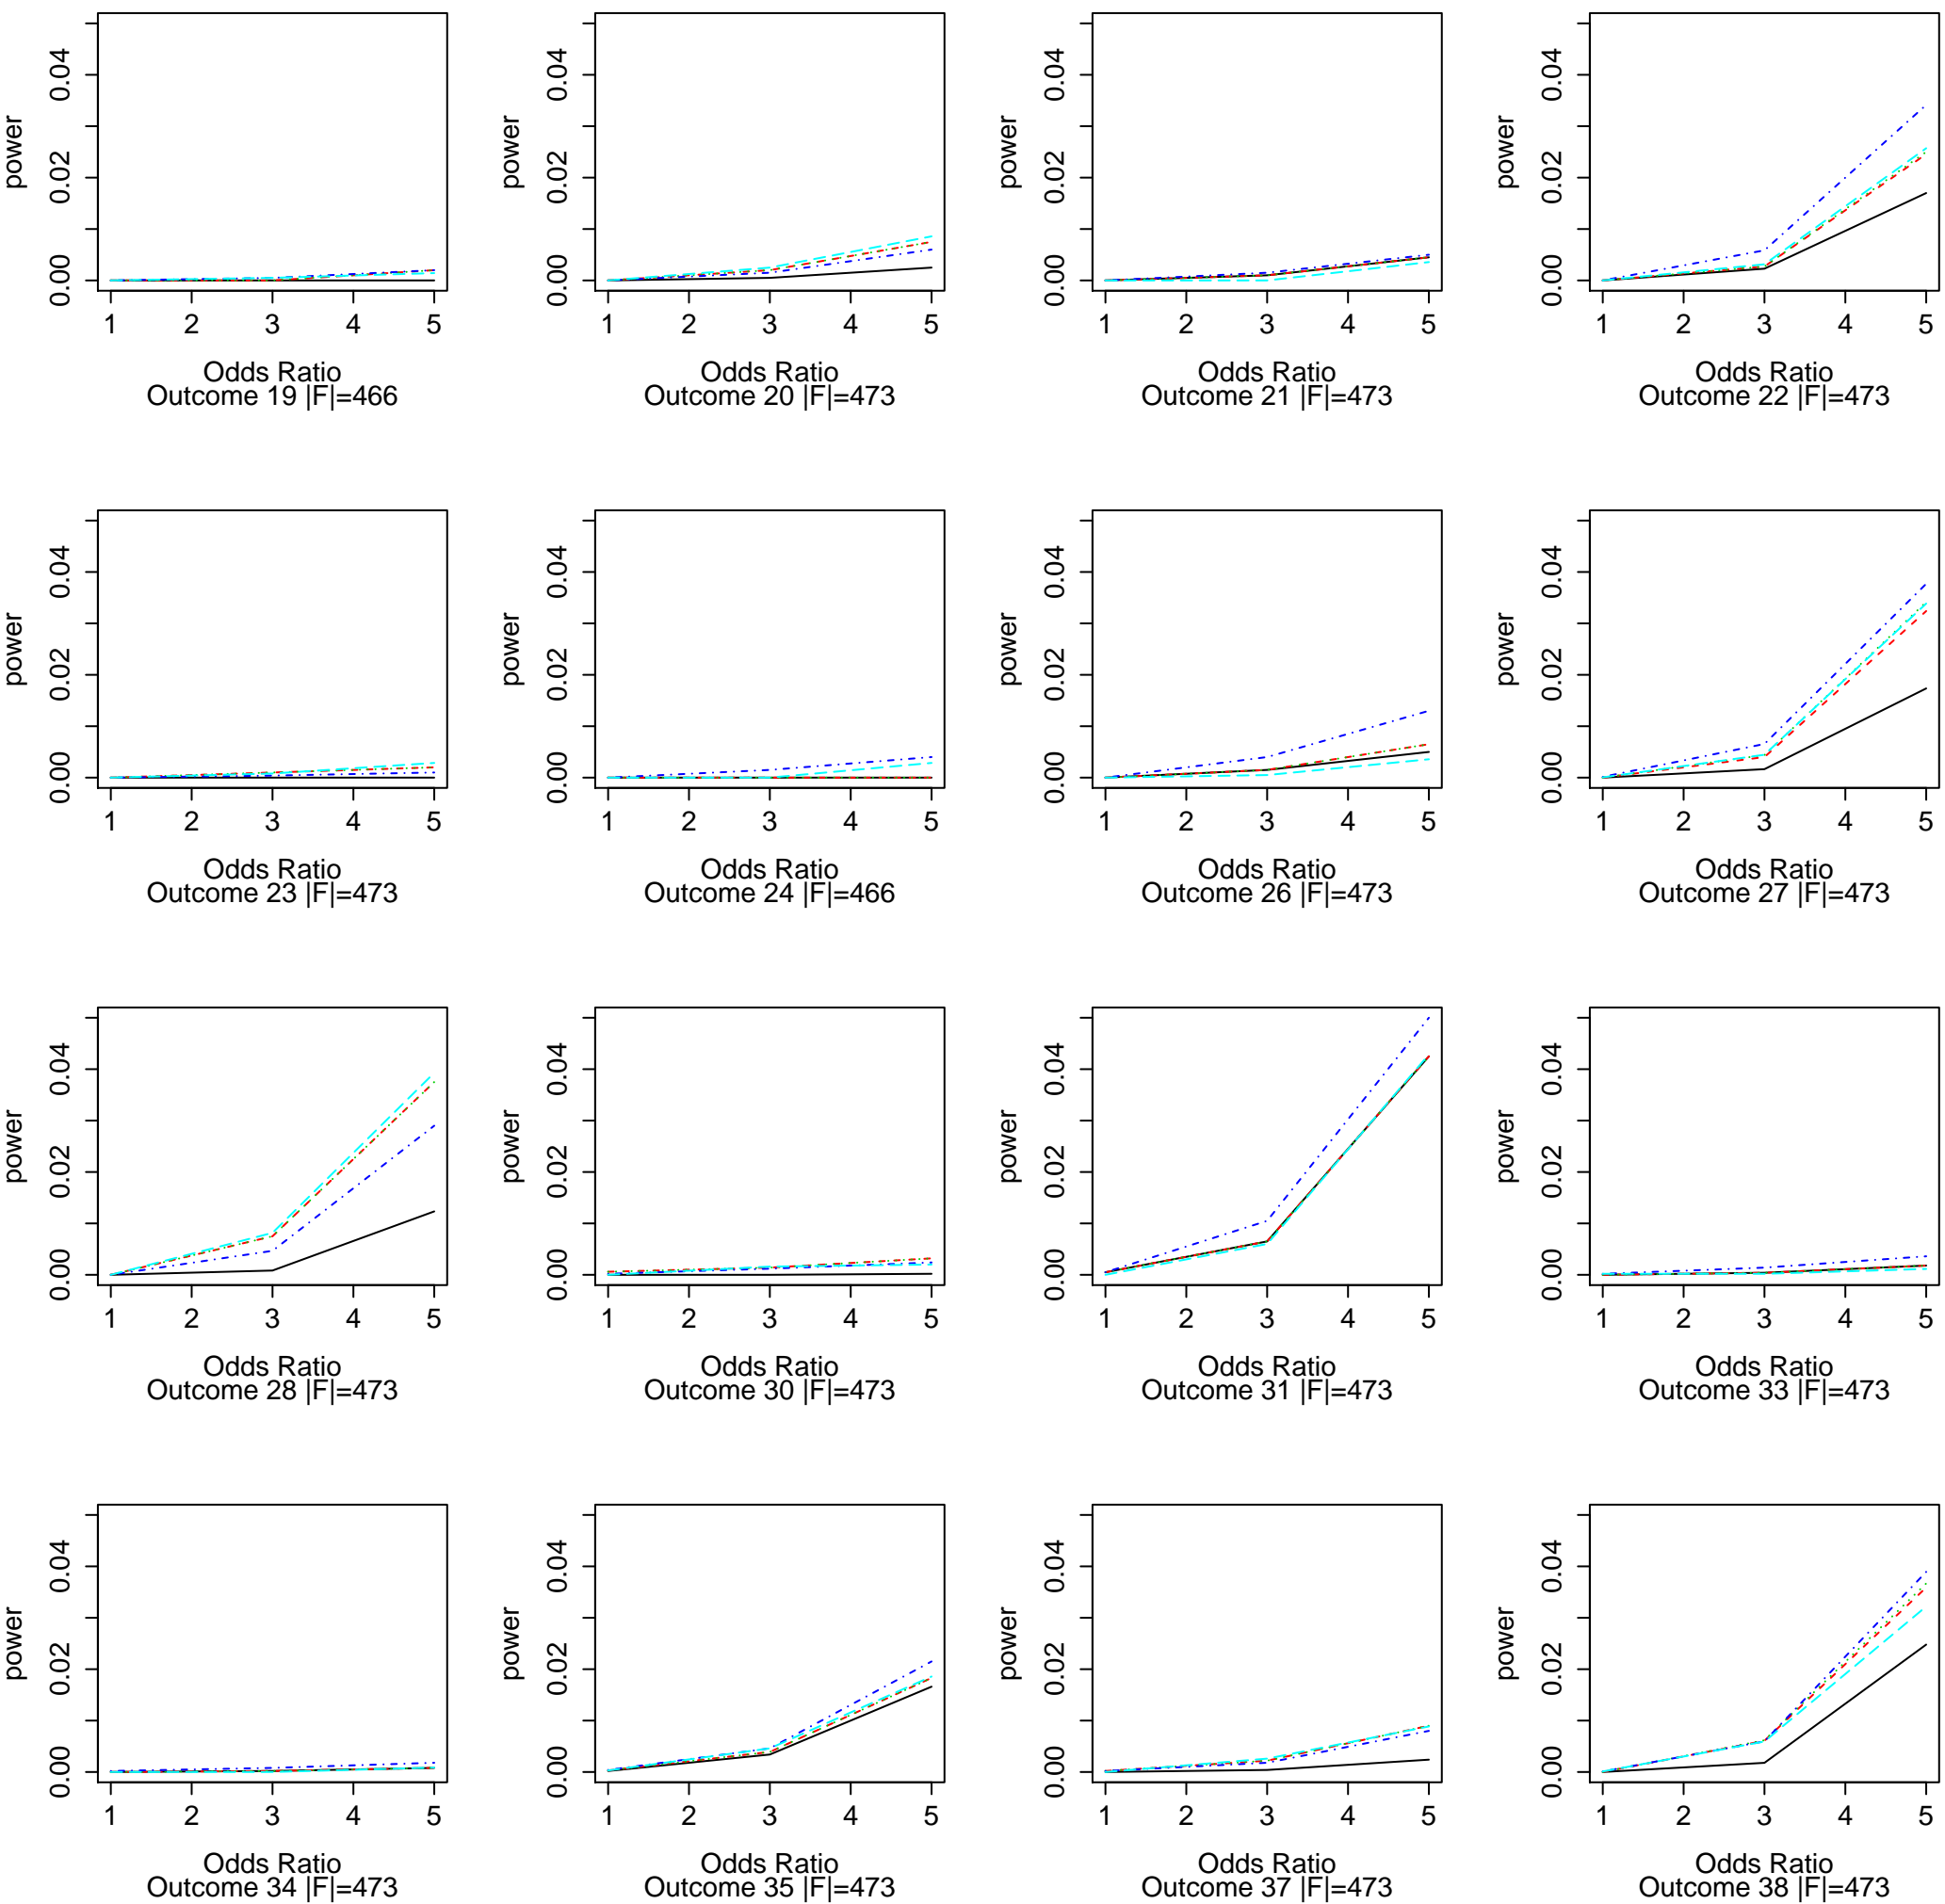 power
0.00 0.02 0.04
1 2 3 4 5
Odds Ratio
Outcome 19 |F|=466
power
0.00 0.02 0.04
1 2 3 4 5
Odds Ratio
Outcome 20 |F|=473
power
0.00 0.02 0.04
1 2 3 4 5
Odds Ratio
Outcome 21 |F|=473
power
0.00 0.02 0.04
1 2 3 4 5
Odds Ratio
Outcome 22 |F|=473
power
0.00 0.02 0.04
1 2 3 4 5
Odds Ratio
Outcome 23 |F|=473
power
0.00 0.02 0.04
1 2 3 4 5
Odds Ratio
Outcome 24 |F|=466
power
0.00 0.02 0.04
1 2 3 4 5
Odds Ratio
Outcome 26 |F|=473
power
0.00 0.02 0.04
1 2 3 4 5
Odds Ratio
Outcome 27 |F|=473
power
0.00 0.02 0.04
1 2 3 4 5
Odds Ratio
Outcome 28 |F|=473
power
0.00 0.02 0.04
1 2 3 4 5
Odds Ratio
Outcome 30 |F|=473
power
0.00 0.02 0.04
1 2 3 4 5
Odds Ratio
Outcome 31 |F|=473
power
0.00 0.02 0.04
1 2 3 4 5
Odds Ratio
Outcome 33 |F|=473
power
0.00 0.02 0.04
1 2 3 4 5
Odds Ratio
Outcome 34 |F|=473
power
0.00 0.02 0.04
1 2 3 4 5
Odds Ratio
Outcome 35 |F|=473
power
0.00 0.02 0.04
1 2 3 4 5
Odds Ratio
Outcome 37 |F|=473
power
0.00 0.02 0.04
1 2 3 4 5
Odds Ratio
Outcome 38 |F|=473